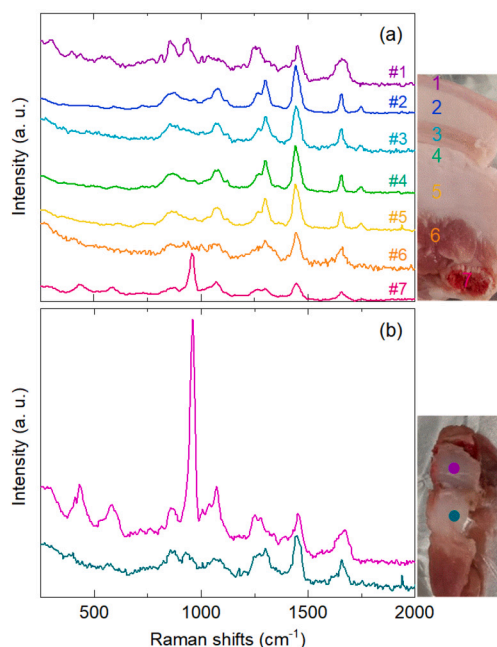 (a)
#1
#2
#3
#4
#5
#6
#7
Intensity (a. u.)
1
2
3
4
5
6
7
(b)
Intensity (a. u.)
500 1000 1500 2000
Raman shifts (cm⁻¹)